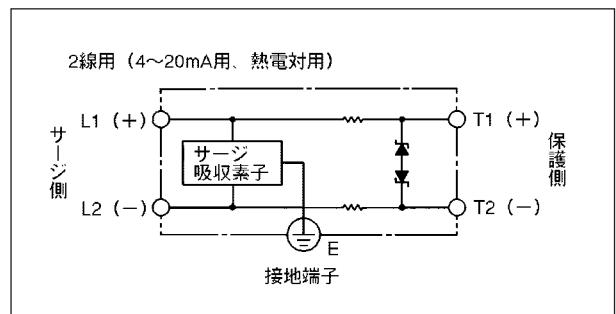 2線用（4〜20mA用、熱電対用）
L1（+）
T1（+）
サージ側
サージ
吸収素子
保護側
L2（−）
T2（−）
E
接地端子